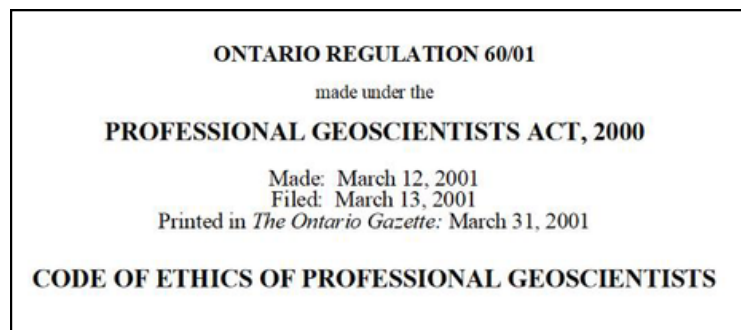 ONTARIO REGULATION 60/01
made under the
PROFESSIONAL GEOSCIENTISTS ACT, 2000
Made: March 12, 2001
Filed: March 13, 2001
Printed in The Ontario Gazette: March 31, 2001
CODE OF ETHICS OF PROFESSIONAL GEOSCIENTISTS